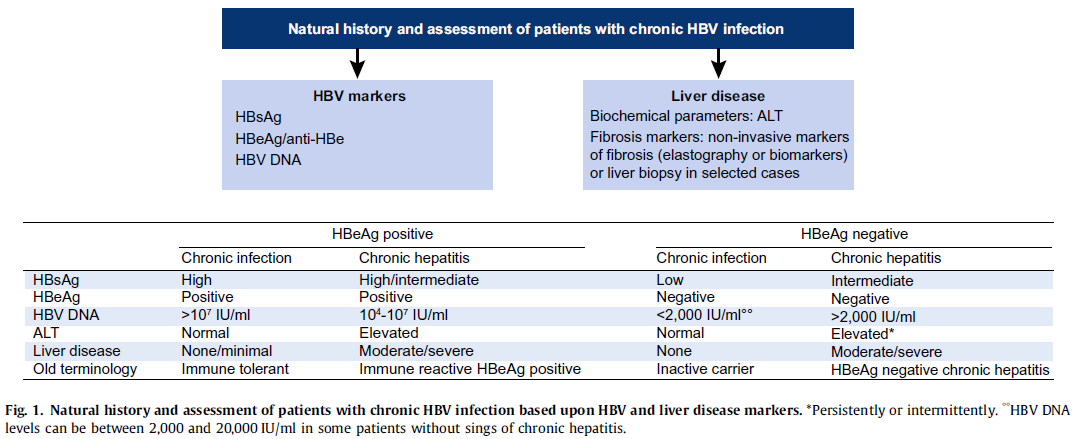 Natural history and assessment of patients with chronic HBV infection
HBV markers
HBsAg
HBeAg/anti-HBe
HBV DNA
Liver disease
Biochemical parameters: ALT
Fibrosis markers: non-invasive markers
of fibrosis (elastography or biomarkers)
or liver biopsy in selected cases
HBeAg positive HBeAg negative
Chronic infection Chronic hepatitis Chronic infection Chronic hepatitis
HBsAg High High/intermediate Low Intermediate
HBeAg Positive Positive Negative Negative
HBV DNA >10⁷ IU/ml 10⁴-10⁷ IU/ml <2,000 IU/ml°° >2,000 IU/ml
ALT Normal Elevated Normal Elevated*
Liver disease None/minimal Moderate/severe None Moderate/severe
Old terminology Immune tolerant Immune reactive HBeAg positive Inactive carrier HBeAg negative chronic hepatitis
Fig. 1. Natural history and assessment of patients with chronic HBV infection based upon HBV and liver disease markers. *Persistently or intermittently. °°HBV DNA
levels can be between 2,000 and 20,000 IU/ml in some patients without sings of chronic hepatitis.